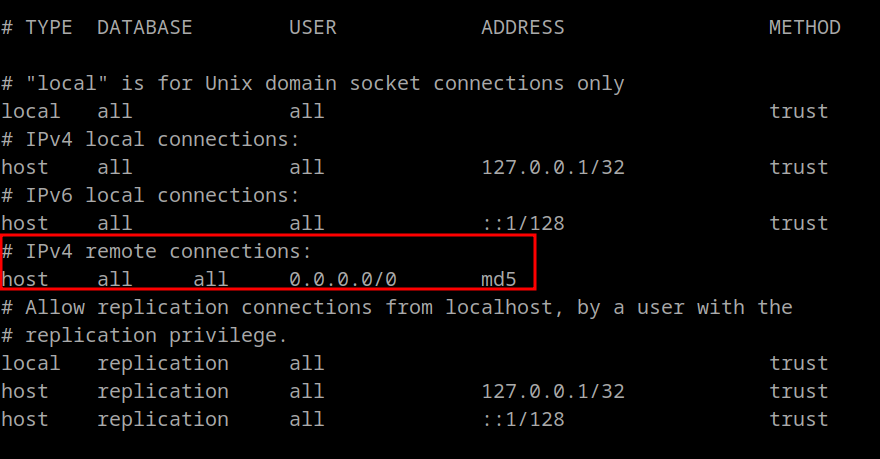 # TYPE  DATABASE        USER            ADDRESS                 METHOD
# "local" is for Unix domain socket connections only
local   all             all                                     trust
# IPv4 local connections:
host    all             all             127.0.0.1/32            trust
# IPv6 local connections:
host    all             all             ::1/128                 trust
# IPv4 remote connections:
host    all     all     0.0.0.0/0       md5
# Allow replication connections from localhost, by a user with the
# replication privilege.
local   replication     all                                     trust
host    replication     all             127.0.0.1/32            trust
host    replication     all             ::1/128                 trust